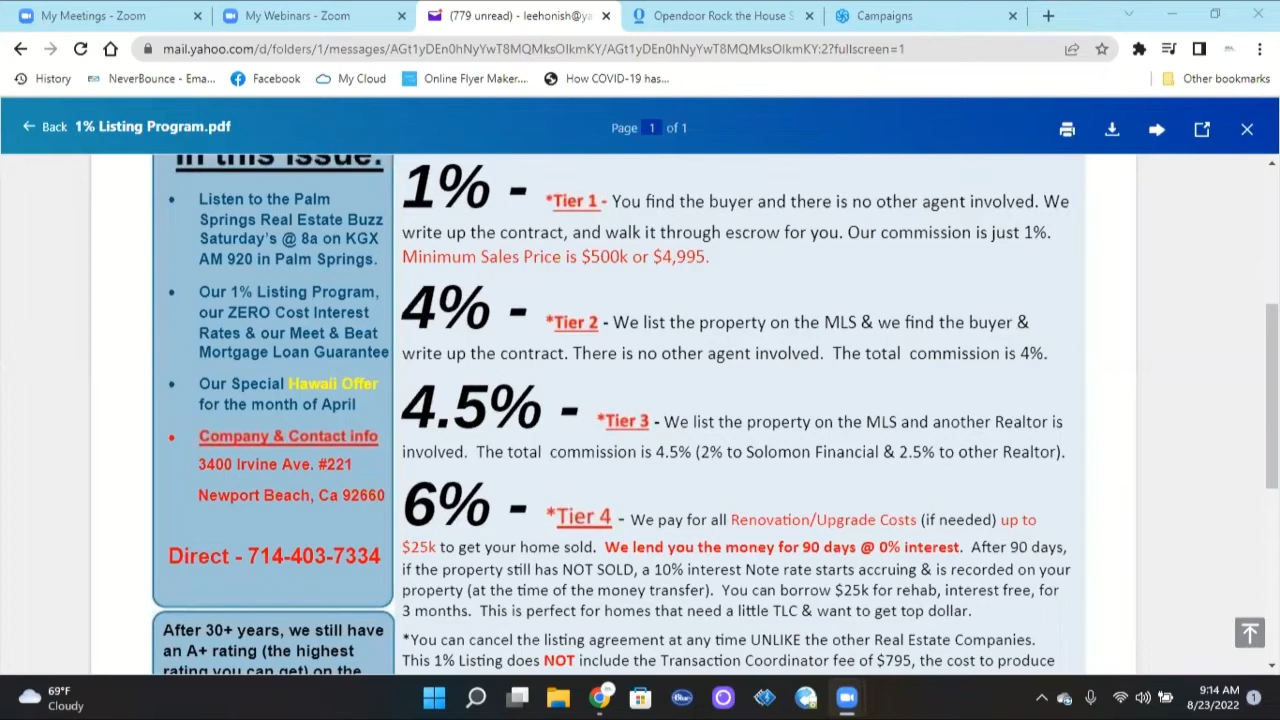 My Meetings - Zoom
My Webinars - Zoom
(779 unread) - leehonish@ya
Opendoor Rock the House S
Campaigns
mail.yahoo.com/d/folders/1/messages/AGt1yDEn0hNyYwT8MQMksOIkmKY/AGt1yDEn0hNyYwT8MQMksOIkmKY:2?fullscreen=1
History
NeverBounce - Ema...
Facebook
My Cloud
Online Flyer Maker....
How COVID-19 has...
Other bookmarks
Back 1% Listing Program.pdf
Page 1 of 1
in this issue:
• Listen to the Palm
Springs Real Estate Buzz
Saturday's @ 8a on KGX
AM 920 in Palm Springs.
• Our 1% Listing Program,
our ZERO Cost Interest
Rates & our Meet & Beat
Mortgage Loan Guarantee
• Our Special Hawaii Offer
for the month of April
• Company & Contact info
3400 Irvine Ave. #221
Newport Beach, Ca 92660
Direct - 714-403-7334
After 30+ years, we still have
an A+ rating (the highest
rating you can get) on the
1% - *Tier 1 - You find the buyer and there is no other agent involved. We
write up the contract, and walk it through escrow for you. Our commission is just 1%.
Minimum Sales Price is $500k or $4,995.
4% - *Tier 2 - We list the property on the MLS & we find the buyer &
write up the contract. There is no other agent involved. The total commission is 4%.
4.5% - *Tier 3 - We list the property on the MLS and another Realtor is
involved. The total commission is 4.5% (2% to Solomon Financial & 2.5% to other Realtor).
6% - *Tier 4 - We pay for all Renovation/Upgrade Costs (if needed) up to
$25k to get your home sold. We lend you the money for 90 days @ 0% interest. After 90 days,
if the property still has NOT SOLD, a 10% interest Note rate starts accruing & is recorded on your
property (at the time of the money transfer). You can borrow $25k for rehab, interest free, for
3 months. This is perfect for homes that need a little TLC & want to get top dollar.
*You can cancel the listing agreement at any time UNLIKE the other Real Estate Companies.
This 1% Listing does NOT include the Transaction Coordinator fee of $795, the cost to produce
69°F
Cloudy
Blue
9:14 AM
8/23/2022
1